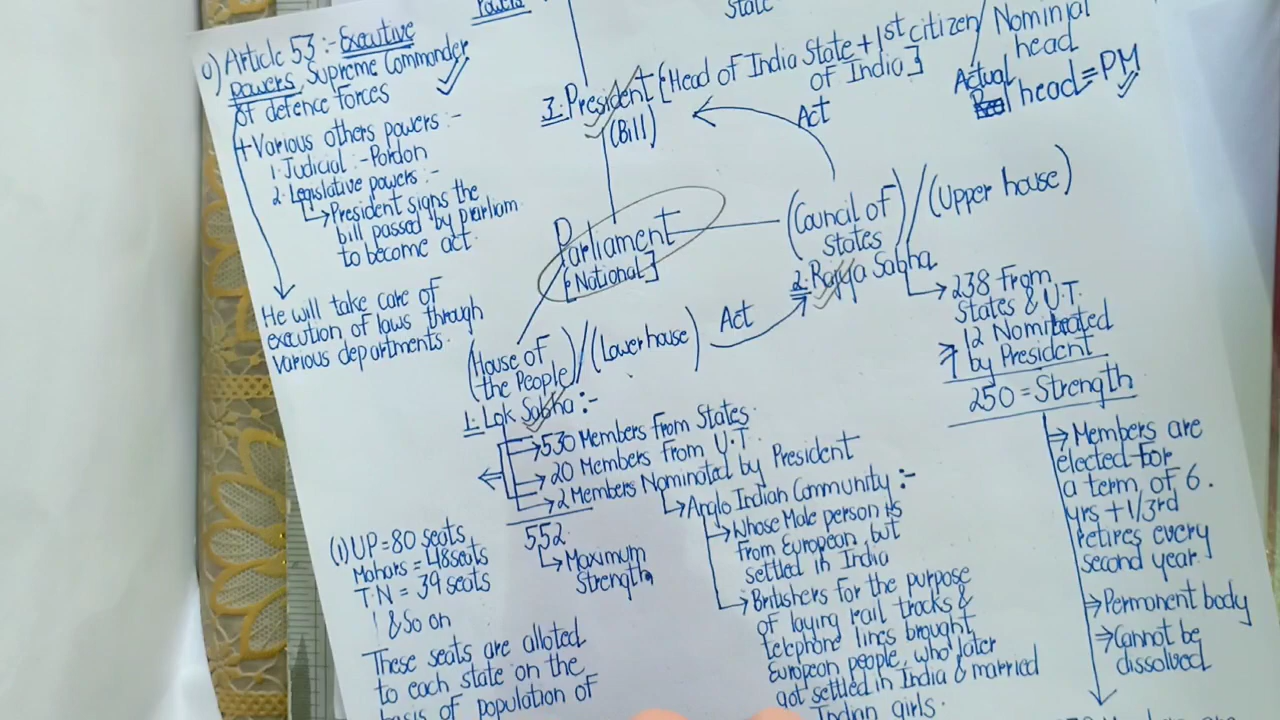 Powers
State
0) Article 53 :- Executive
powers, Supreme Commander
of defence forces
+Various others powers :-
1. Judicial :- Pardon
2. Legislative powers :-
↳ President signs the
bill passed by parliam
to become act.
He will take care of
execution of laws through
various departments.
3. President [Head of India State + 1st citizen / Nominial
of India]
head
Actual
head = PM
(Bill)
Act
Parliament
[National]
(Council of
States) / (Upper house)
2. Rajya Sabha
→ 238 From
States & U.T.
→ 12 Nominated
by President
250 = Strength
⇒ Members are
elected for
a term of 6.
yrs + 1/3rd
retires every
second year.
⇒ Permanent body
⇒ Cannot be
dissolved
Act
(House of
the People) / (Lower house)
1. Lok Sabha :-
→ 530 Members From States.
→ 20 Members From U.T.
→ 2 Members Nominated by President
552.
↳ Maximum
Strength
→ Anglo Indian Community :-
→ Whose Male person is
from European, but
settled in India
→ Britishers For the purpose
of laying rail tracks &
telephone lines brought
European people, who later
got settled in India & married
Indian girls.
(1) UP = 80 seats
Mahars = 48 seats
T.N = 39 seats
& So on
These seats are alloted
to each state on the
basis of population of